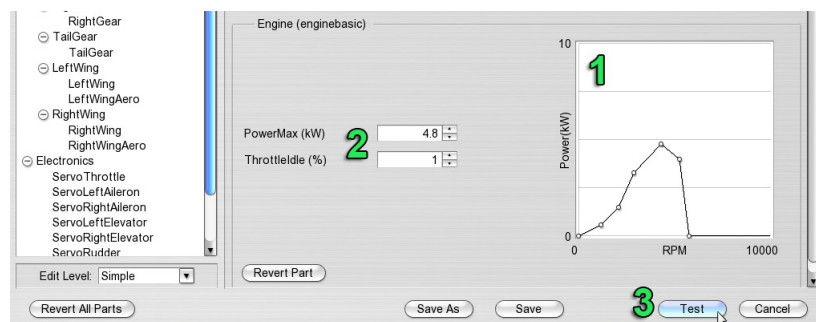 RightGear
TailGear
TailGear
LeftWing
LeftWing
LeftWingAero
RightWing
RightWing
RightWingAero
Electronics
ServoThrottle
ServoLeftAileron
ServoRightAileron
ServoLeftElevator
ServoRightElevator
ServoRudder
Edit Level: Simple
Engine (enginebasic)
PowerMax (kW) 2 4.8
ThrottleIdle (%) 1
10
1
Power(kW)
0
0 RPM 10000
Revert Part
Revert All Parts Save As Save 3 Test Cancel